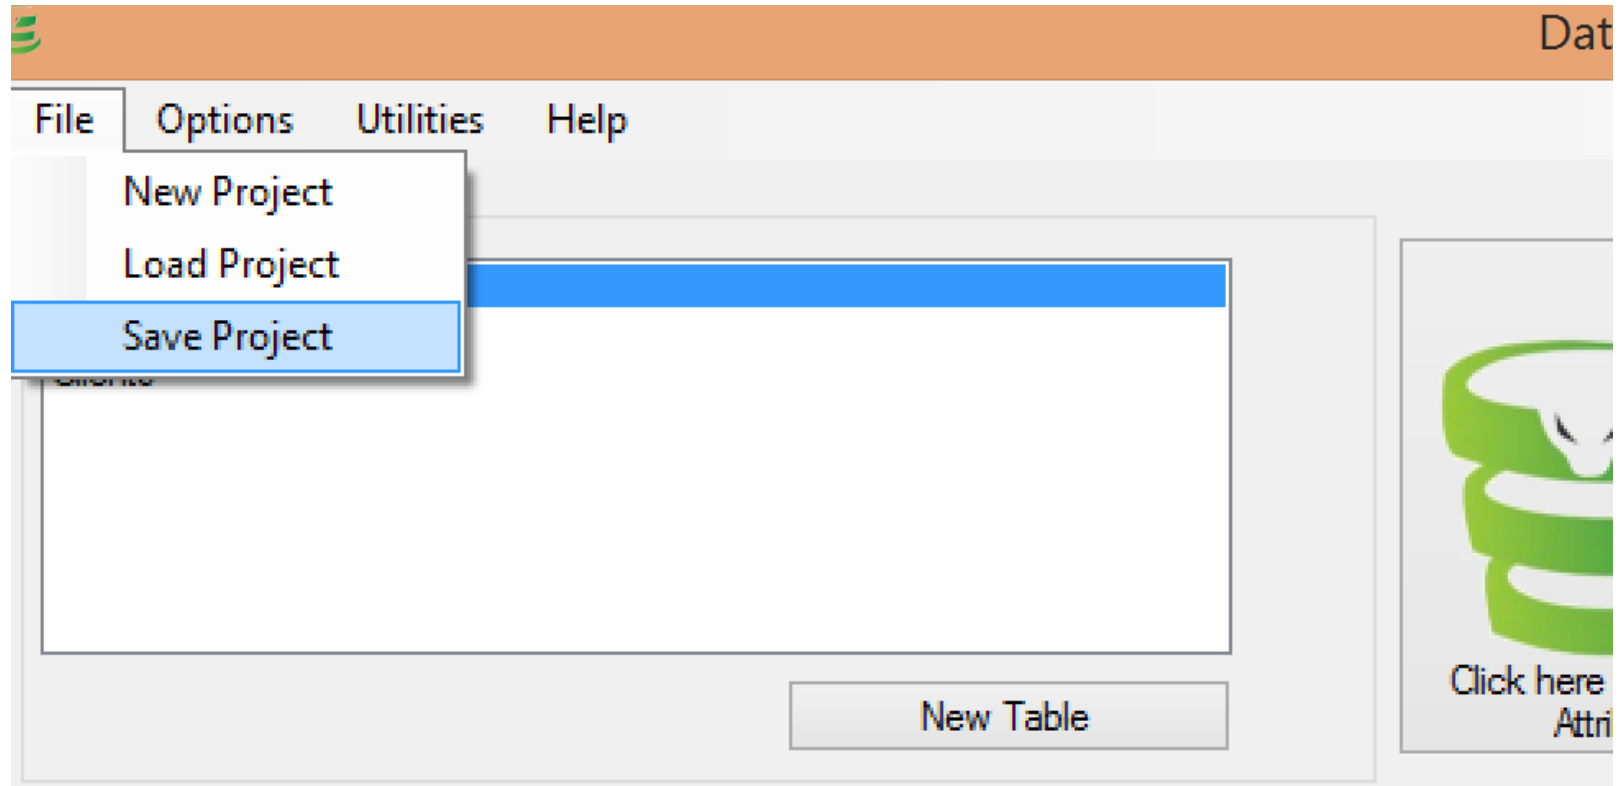 Dat
File Options Utilities Help
New Project
Load Project
Save Project
New Table
Click here
Attri